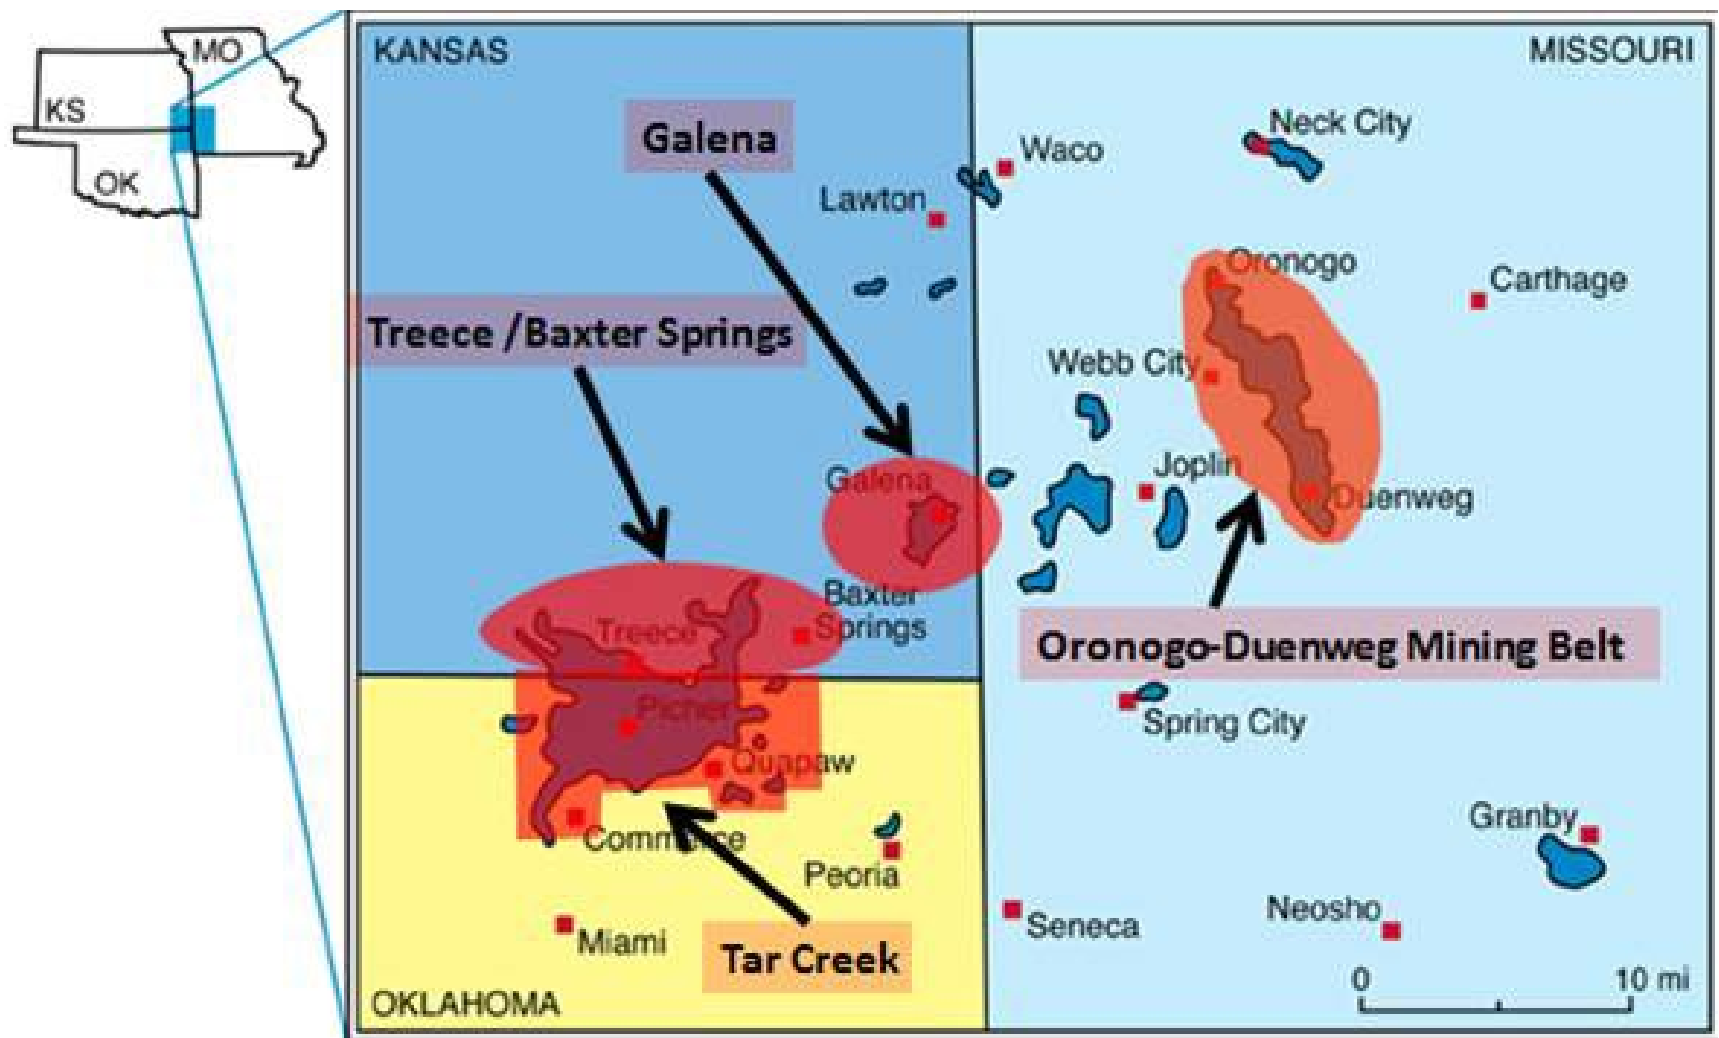 MO
KS
OK
KANSAS
MISSOURI
Galena
Neck City
Waco
Lawton
Oronogo
Carthage
Treece /Baxter Springs
Webb City
Galena
Joplin
Duenweg
Baxter
Springs
Treece
Oronogo-Duenweg Mining Belt
Picher
Spring City
Quapaw
Commerce
Peoria
Granby
Neosho
Seneca
Miami
Tar Creek
0 10 mi
OKLAHOMA